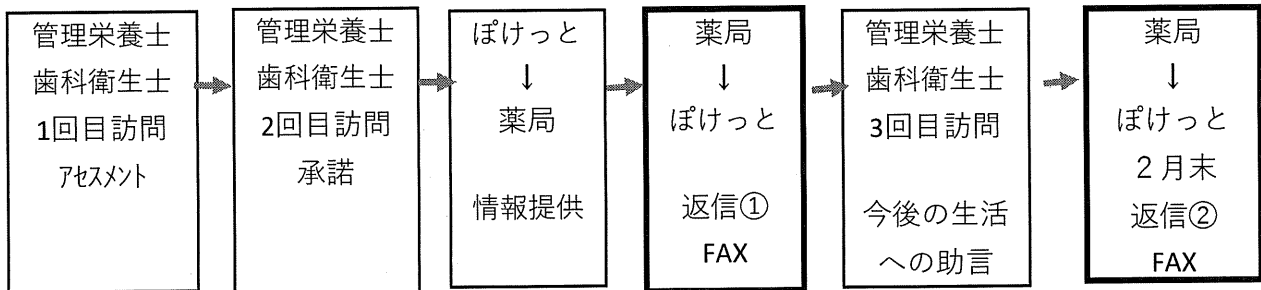 管理栄養士
歯科衛生士
1回目訪問
ｱｾｽﾒﾝﾄ
管理栄養士
歯科衛生士
2回目訪問
承諾
ぽけっと
↓
薬局
情報提供
薬局
↓
ぽけっと
返信①
FAX
管理栄養士
歯科衛生士
3回目訪問
今後の生活
への助言
薬局
↓
ぽけっと
２月末
返信②
FAX